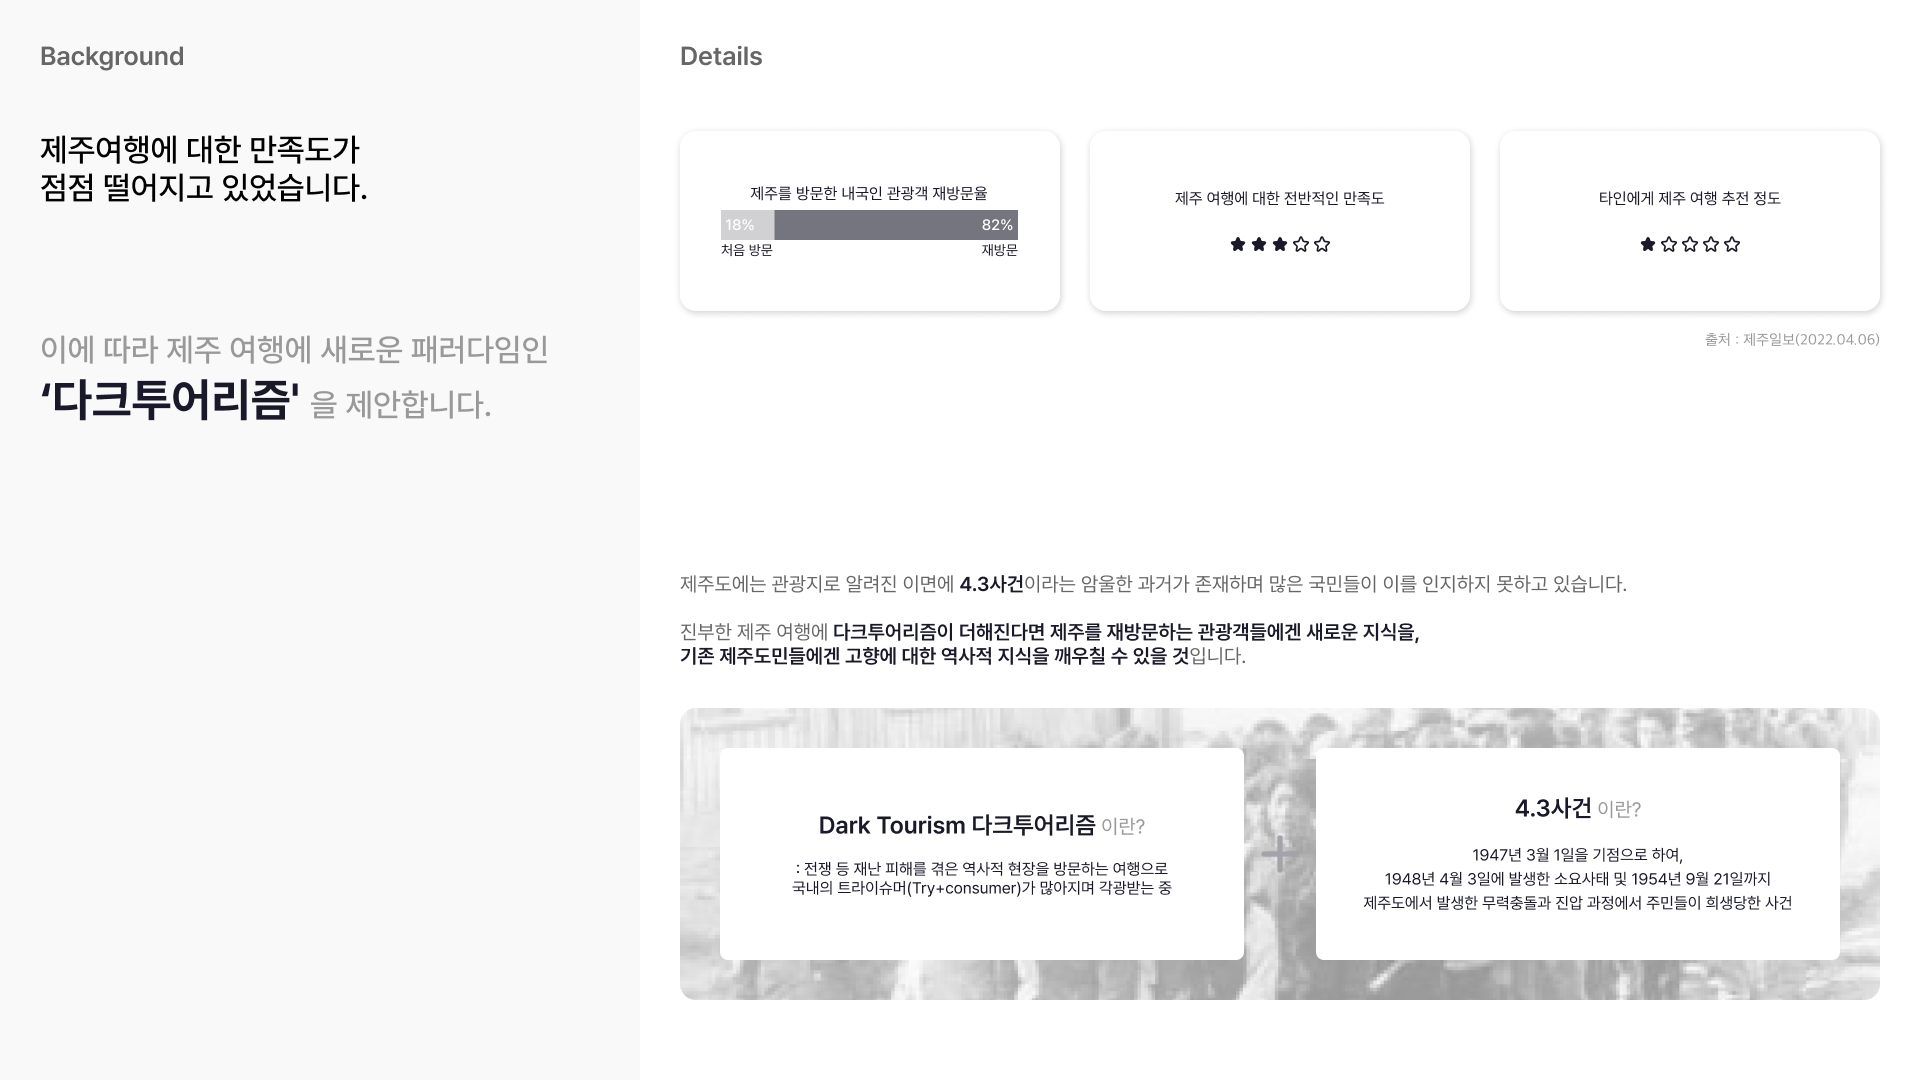 Background
제주여행에 대한 만족도가
점점 떨어지고 있었습니다.
이에 따라 제주 여행에 새로운 패러다임인
‘다크투어리즘' 을 제안합니다.
Details
제주를 방문한 내국인 관광객 재방문율
18% 82%
처음 방문 재방문
제주 여행에 대한 전반적인 만족도
타인에게 제주 여행 추전 정도
출처 : 제주일보(2022.04.06)
제주도에는 관광지로 알려진 이면에 4.3사건이라는 암울한 과거가 존재하며 많은 국민들이 이를 인지하지 못하고 있습니다.
진부한 제주 여행에 다크투어리즘이 더해진다면 제주를 재방문하는 관광객들에겐 새로운 지식을,
기존 제주도민들에겐 고향에 대한 역사적 지식을 깨우칠 수 있을 것입니다.
Dark Tourism 다크투어리즘 이란?
: 전쟁 등 재난 피해를 겪은 역사적 현장을 방문하는 여행으로
국내의 트라이슈머(Try+consumer)가 많아지며 각광받는 중
+
4.3사건 이란?
1947년 3월 1일을 기점으로 하여,
1948년 4월 3일에 발생한 소요사태 및 1954년 9월 21일까지
제주도에서 발생한 무력충돌과 진압 과정에서 주민들이 희생당한 사건